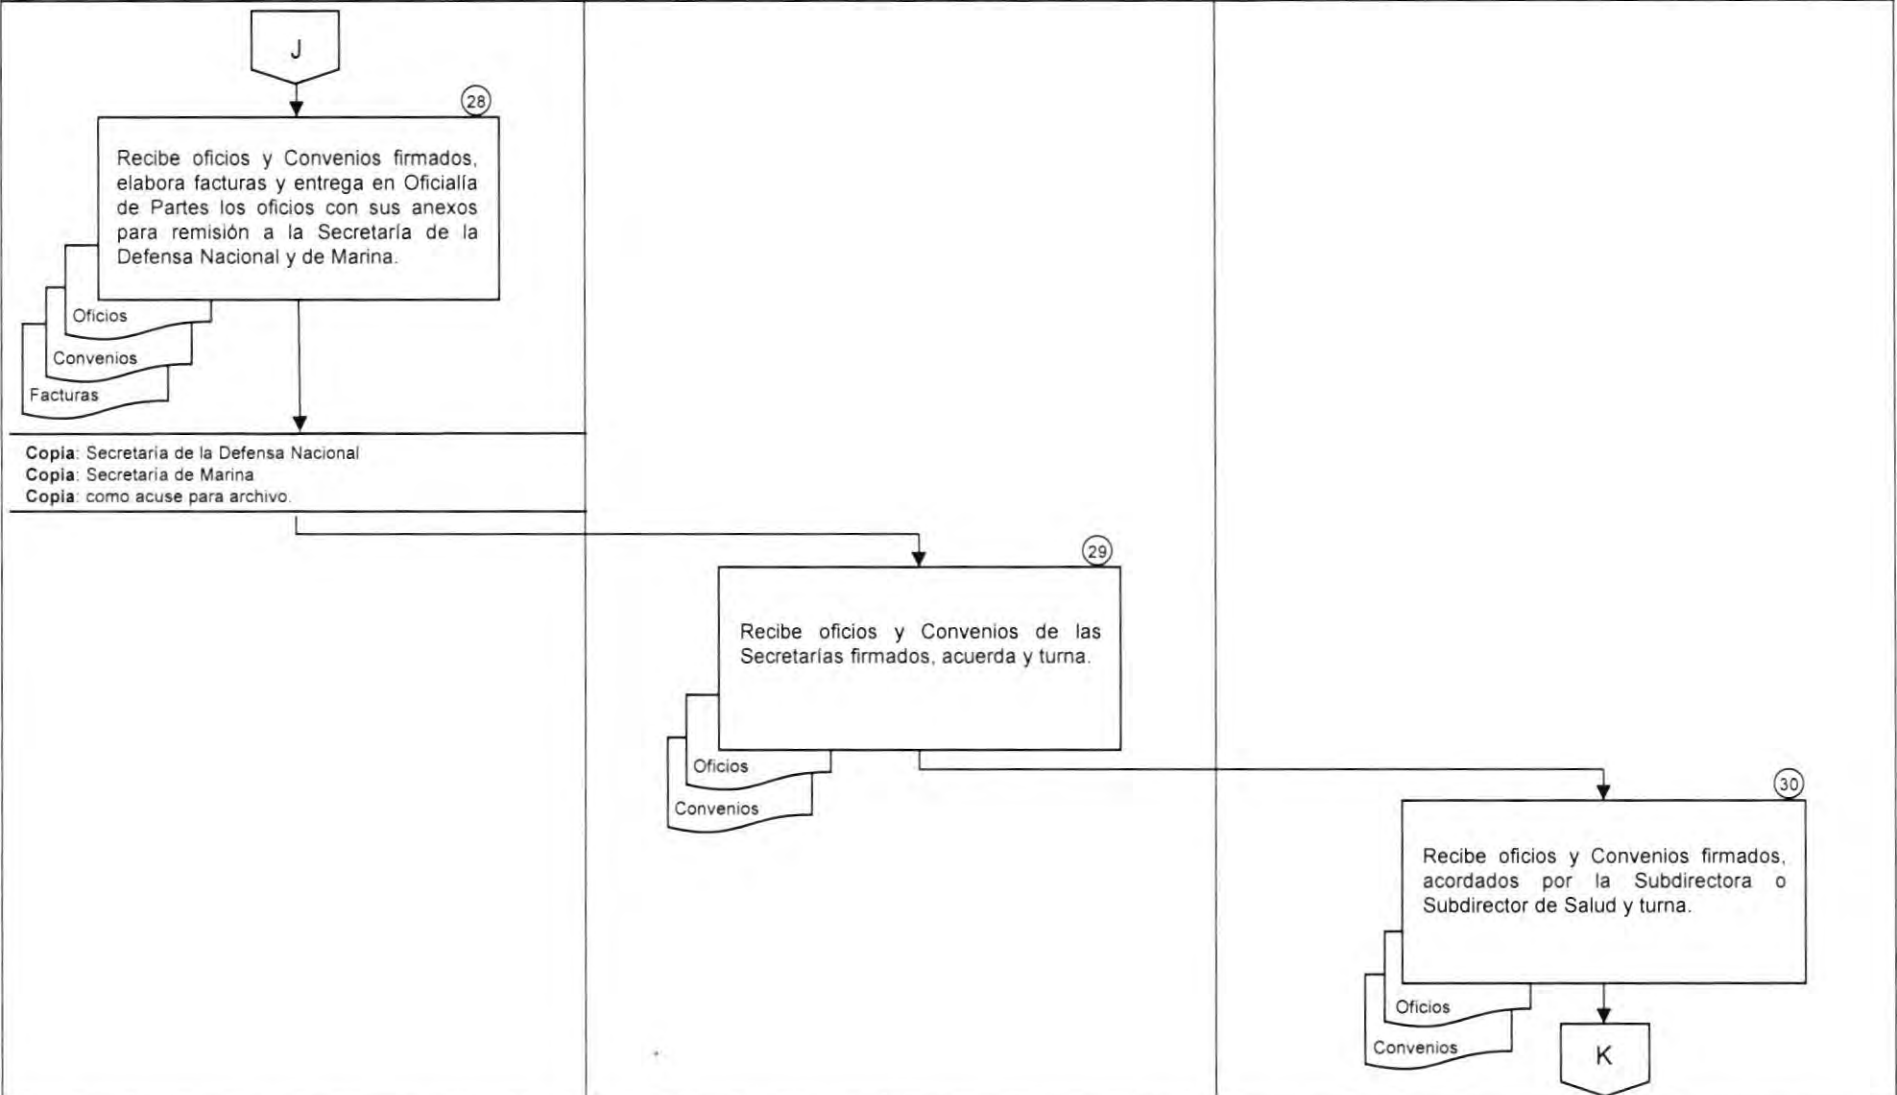 J
28
Recibe oficios y Convenios firmados,
elabora facturas y entrega en Oficialía
de Partes los oficios con sus anexos
para remisión a la Secretaría de la
Defensa Nacional y de Marina.
Oficios
Convenios
Facturas
Copia: Secretaría de la Defensa Nacional
Copia: Secretaría de Marina
Copia: como acuse para archivo.
29
Recibe oficios y Convenios de las
Secretarías firmados, acuerda y turna.
Oficios
Convenios
30
Recibe oficios y Convenios firmados,
acordados por la Subdirectora o
Subdirector de Salud y turna.
Oficios
Convenios
K